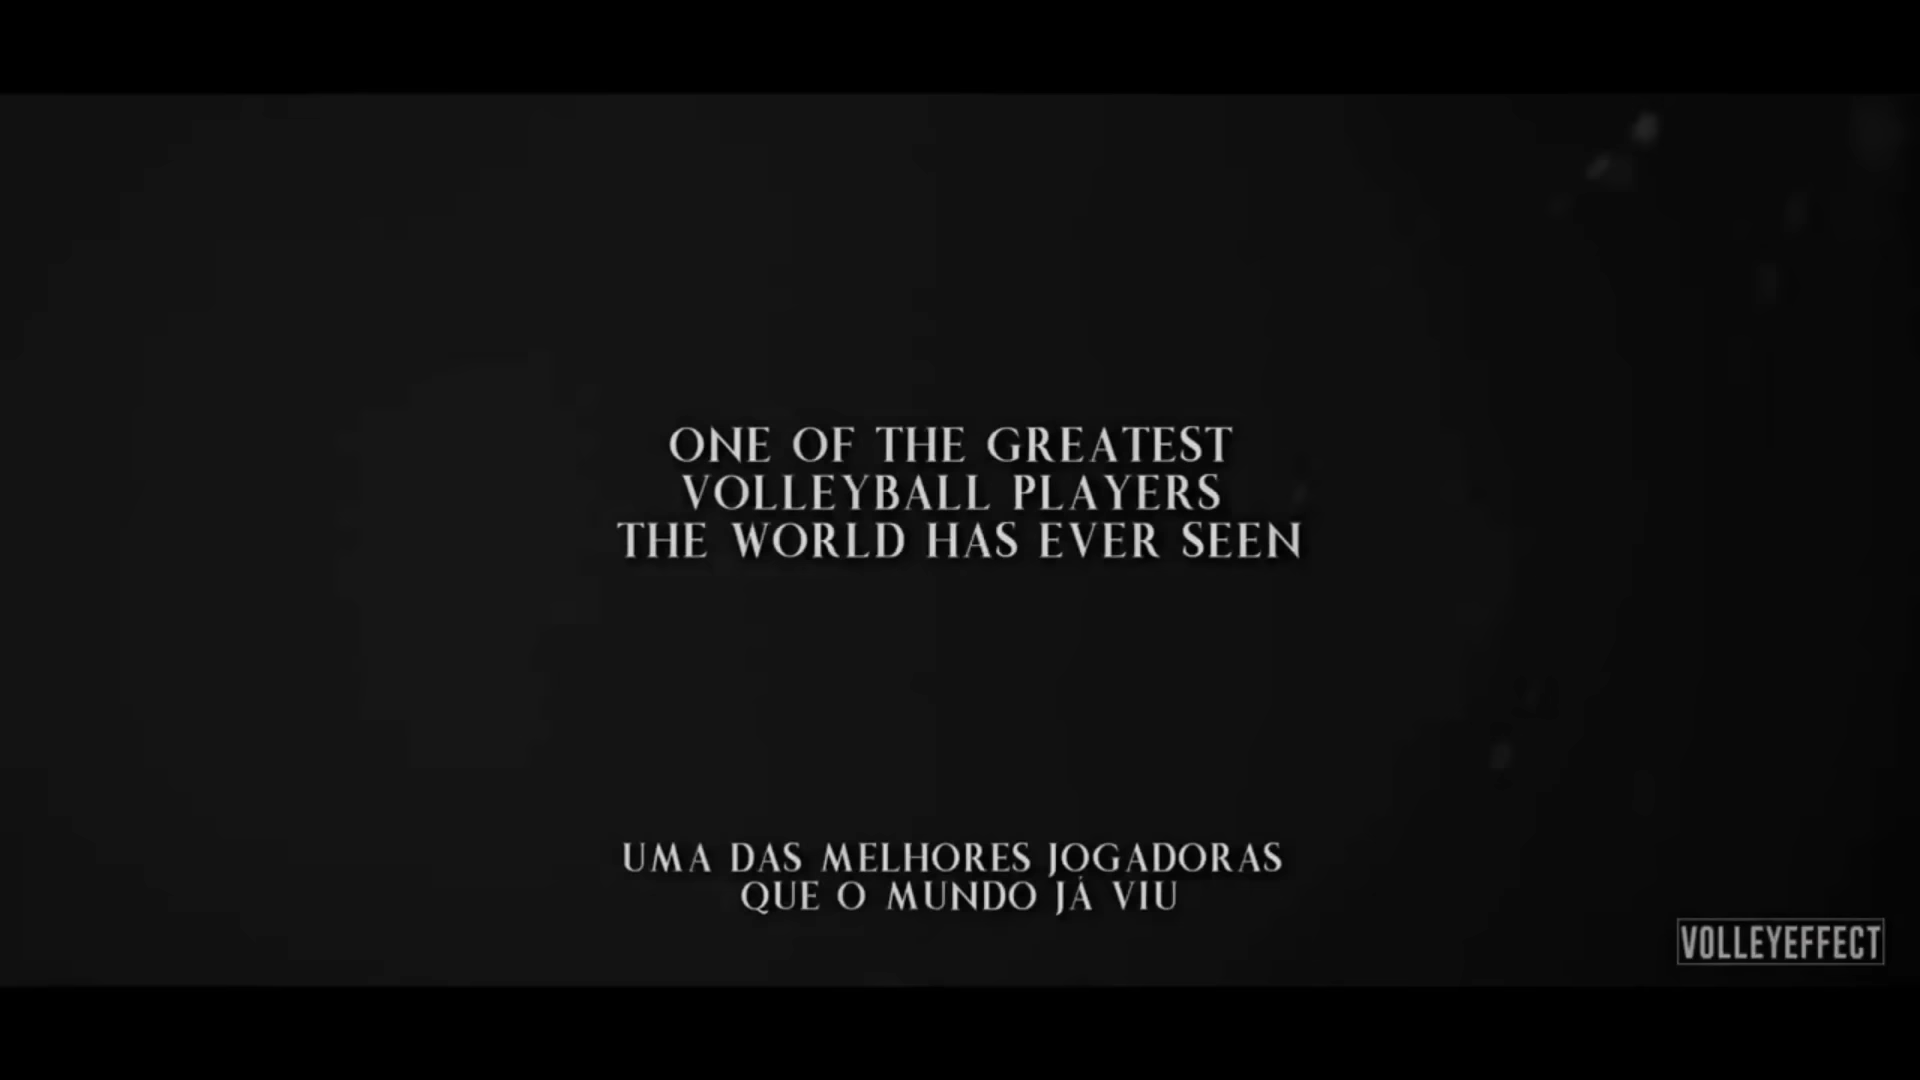 ONE OF THE GREATEST
VOLLEYBALL PLAYERS
THE WORLD HAS EVER SEEN
UMA DAS MELHORES JOGADORAS
QUE O MUNDO JÁ VIU
VOLLEYEFFECT